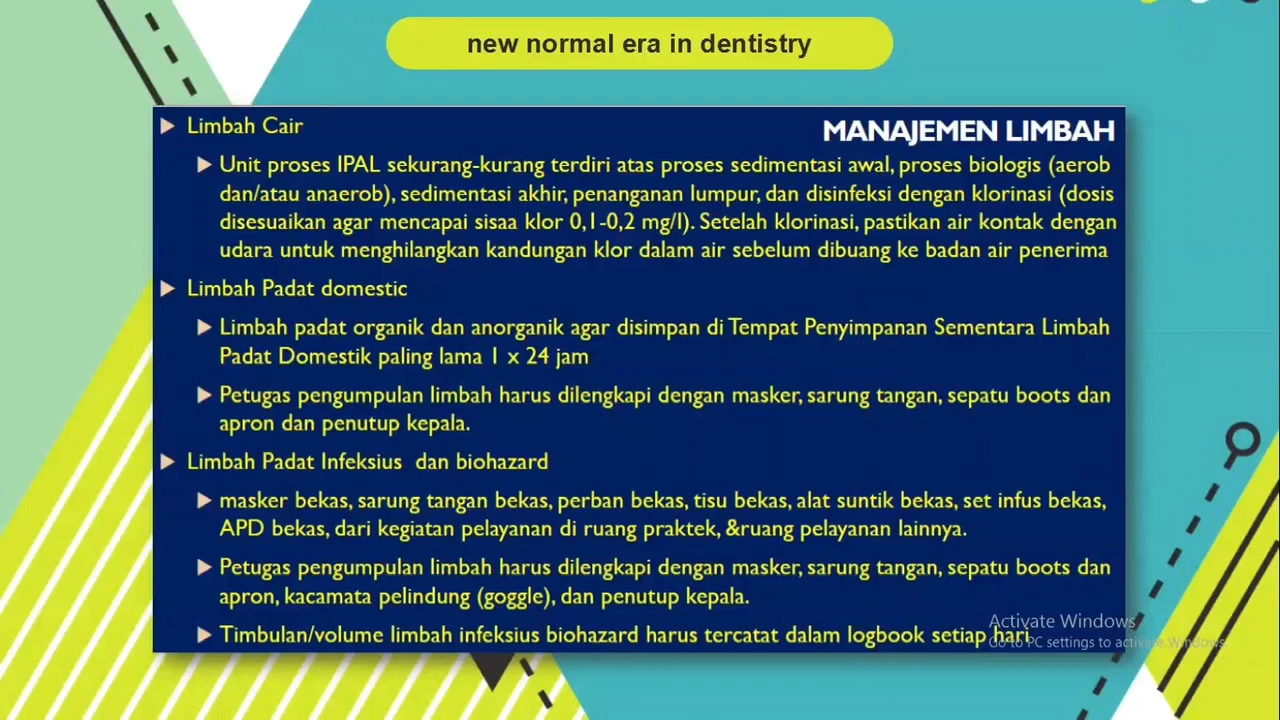 new normal era in dentistry
MANAJEMEN LIMBAH
Limbah Cair
Unit proses IPAL sekurang-kurang terdiri atas proses sedimentasi awal, proses biologis (aerob
dan/atau anaerob), sedimentasi akhir, penanganan lumpur, dan disinfeksi dengan klorinasi (dosis
disesuaikan agar mencapai sisaa klor 0,1-0,2 mg/l). Setelah klorinasi, pastikan air kontak dengan
udara untuk menghilangkan kandungan klor dalam air sebelum dibuang ke badan air penerima
Limbah Padat domestic
Limbah padat organik dan anorganik agar disimpan di Tempat Penyimpanan Sementara Limbah
Padat Domestik paling lama 1 x 24 jam
Petugas pengumpulan limbah harus dilengkapi dengan masker, sarung tangan, sepatu boots dan
apron dan penutup kepala.
Limbah Padat Infeksius dan biohazard
masker bekas, sarung tangan bekas, perban bekas, tisu bekas, alat suntik bekas, set infus bekas,
APD bekas, dari kegiatan pelayanan di ruang praktek, &ruang pelayanan lainnya.
Petugas pengumpulan limbah harus dilengkapi dengan masker, sarung tangan, sepatu boots dan
apron, kacamata pelindung (goggle), dan penutup kepala.
Timbulan/volume limbah infeksius biohazard harus tercatat dalam logbook setiap hari
Activate Windows
Go to PC settings to activate Windows.